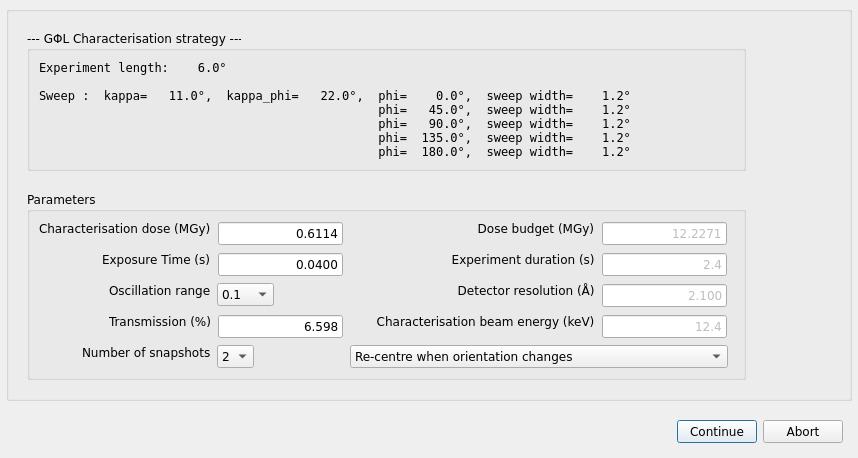 --- GΦL Characterisation strategy ---
Experiment length: 6.0°
Sweep : kappa= 11.0°, kappa_phi= 22.0°, phi= 0.0°, sweep width= 1.2°
phi= 45.0°, sweep width= 1.2°
phi= 90.0°, sweep width= 1.2°
phi= 135.0°, sweep width= 1.2°
phi= 180.0°, sweep width= 1.2°
Parameters
Characterisation dose (MGy) 0.6114 Dose budget (MGy) 12.2271
Exposure Time (s) 0.0400 Experiment duration (s) 2.4
Oscillation range 0.1 Detector resolution (Å) 2.100
Transmission (%) 6.598 Characterisation beam energy (keV) 12.4
Number of snapshots 2 Re-centre when orientation changes
Continue Abort